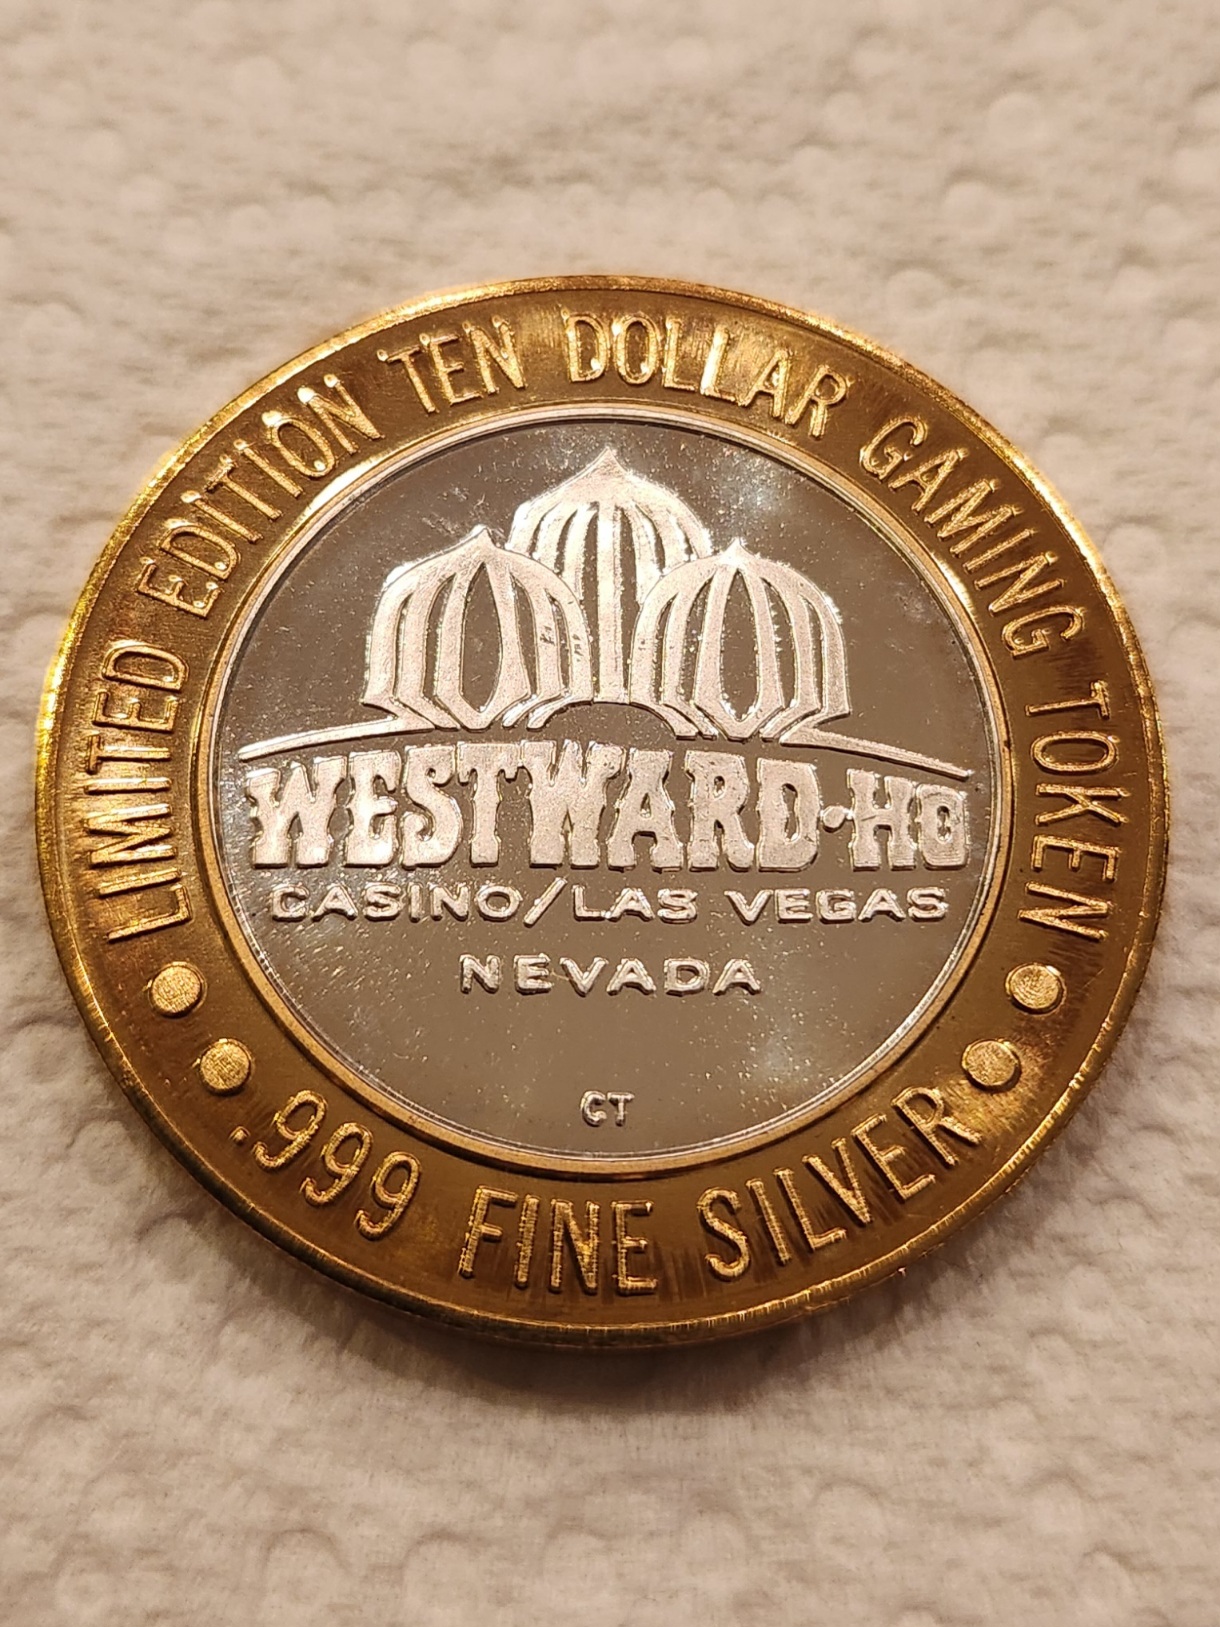 LIMITED EDITION TEN DOLLAR GAMING TOKEN
WESTWARD·HO
CASINO/LAS VEGAS
NEVADA
CT
.999 FINE SILVER